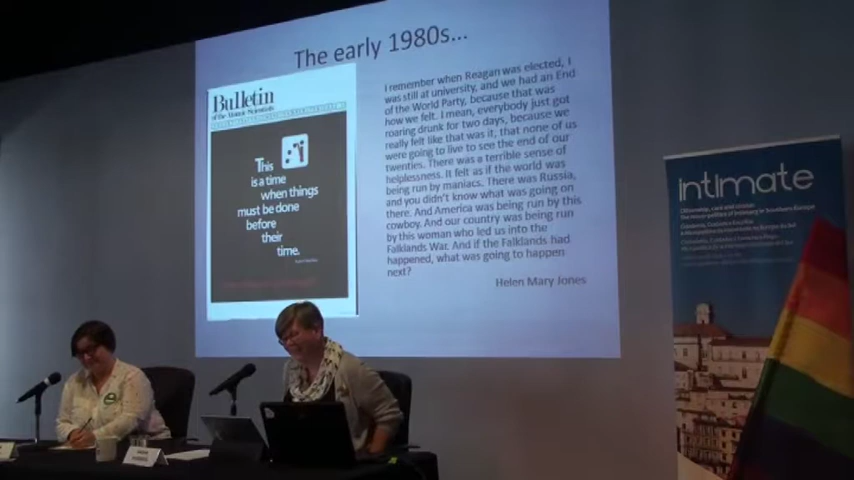 The early 1980s...
Bulletin
of the Atomic Scientists
This
is a time
when things
must be done
before
their
time.
I remember when Reagan was elected, I
was still at university, and we had an End
of the World Party, because that was
how we felt. I mean, everybody just got
roaring drunk for two days, because we
really felt like that was it, that none of us
were going to live to see the end of our
twenties. There was a terrible sense of
helplessness. It felt as if the world was
being run by maniacs. There was Russia,
and you didn't know what was going on
there. And America was being run by this
cowboy. And our country was being run
by this woman who led us into the
Falklands War. And if the Falklands had
happened, what was going to happen
next?
Helen Mary Jones
intimate